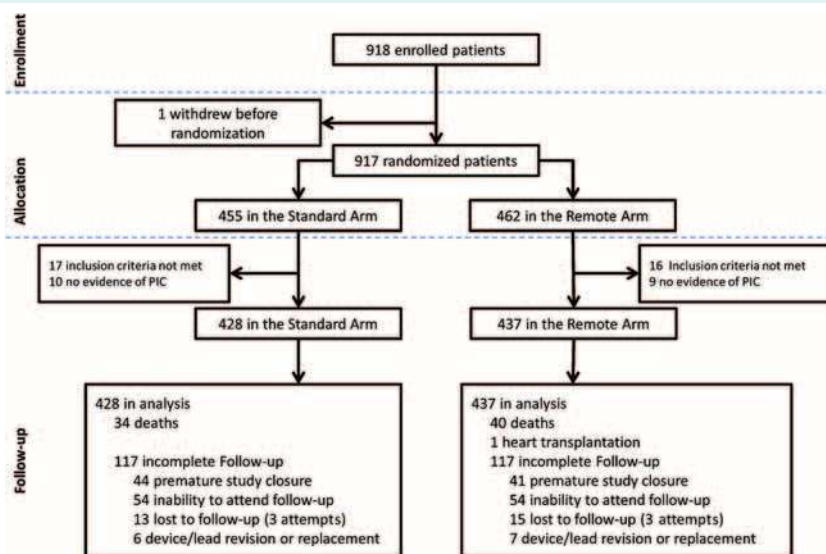 Enrollment
918 enrolled patients
1 withdrew before
randomization
Allocation
917 randomized patients
455 in the Standard Arm
462 in the Remote Arm
17 inclusion criteria not met
10 no evidence of PIC
16 Inclusion criteria not met
9 no evidence of PIC
428 in the Standard Arm
437 in the Remote Arm
Follow-up
428 in analysis
34 deaths
117 incomplete Follow-up
44 premature study closure
54 inability to attend follow-up
13 lost to follow-up (3 attempts)
6 device/lead revision or replacement
437 in analysis
40 deaths
1 heart transplantation
117 incomplete Follow-up
41 premature study closure
54 inability to attend follow-up
15 lost to follow-up (3 attempts)
7 device/lead revision or replacement